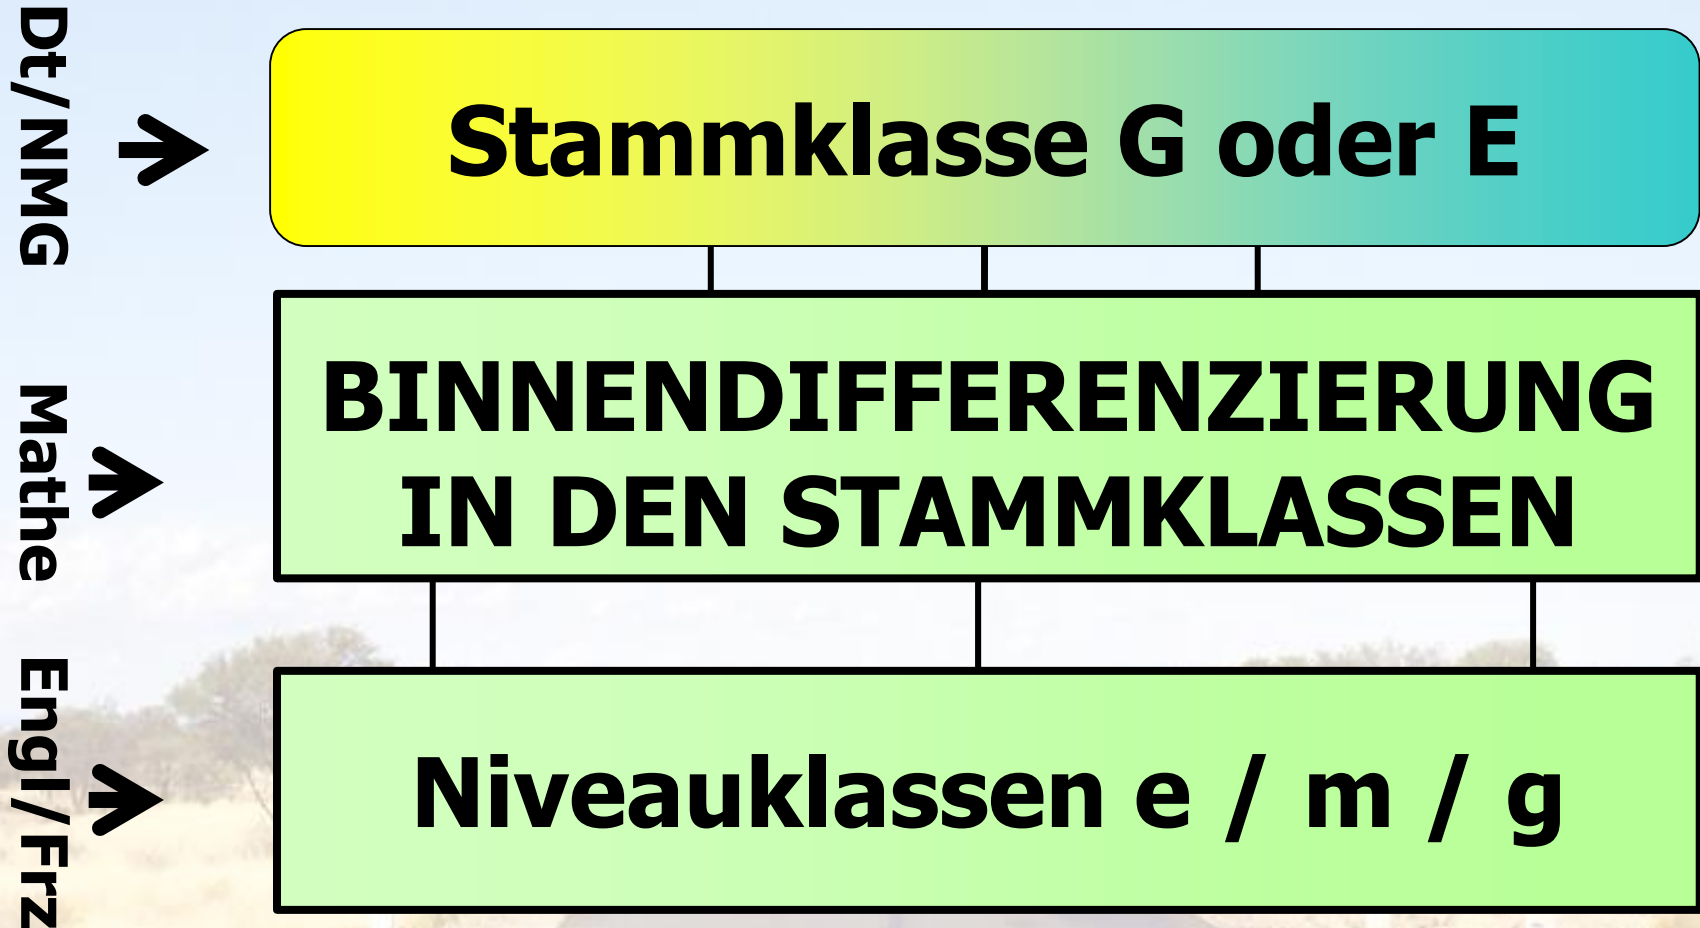 Dt/NMG
Stammklasse G oder E
Mathe
BINNENDIFFERENZIERUNG
IN DEN STAMMKLASSEN
Engl/Frz
Niveauklassen e / m / g